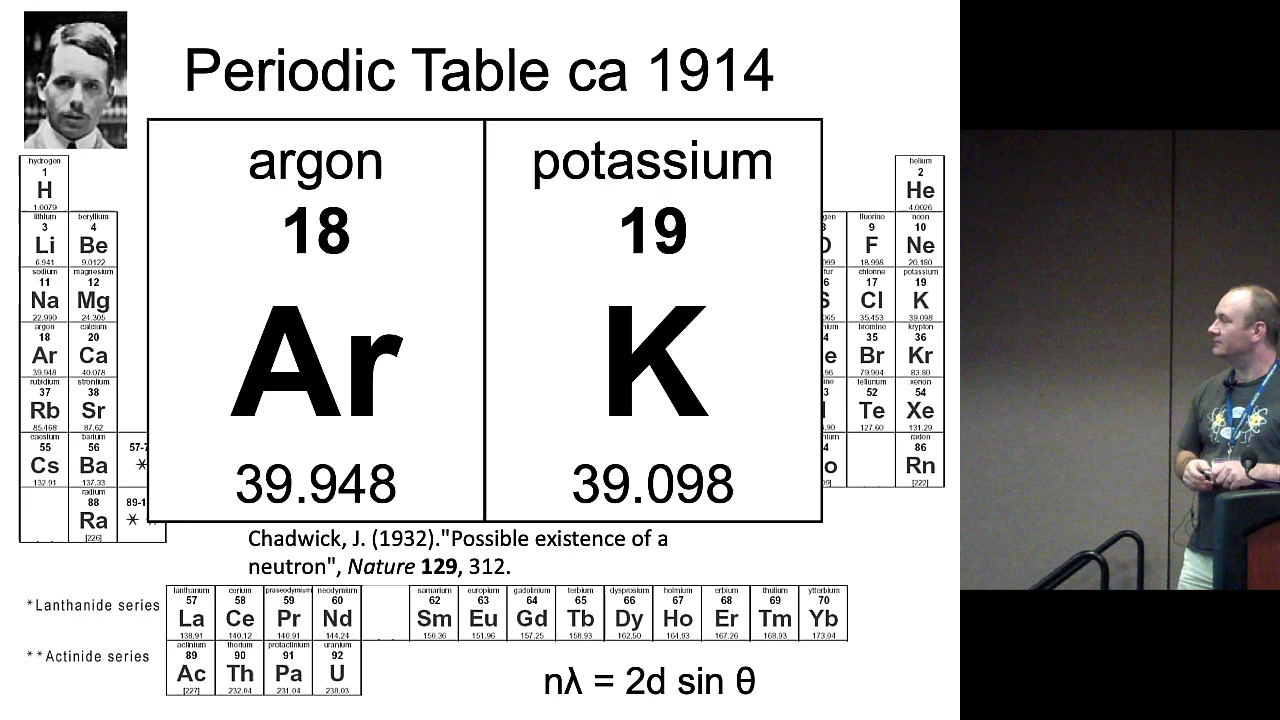 Periodic Table ca 1914
argon
18
Ar
39.948
potassium
19
K
39.098
hydrogen
1
H
1.0079
helium
2
He
4.0026
lithium
3
Li
6.941
beryllium
4
Be
9.0122
fluorine
9
F
18.998
neon
10
Ne
20.180
sodium
11
Na
22.990
magnesium
12
Mg
24.305
chlorine
17
Cl
35.453
potassium
19
K
39.098
argon
18
Ar
39.948
calcium
20
Ca
40.078
bromine
35
Br
79.904
krypton
36
Kr
83.80
rubidium
37
Rb
85.468
strontium
38
Sr
87.62
tellurium
52
Te
127.60
xenon
54
Xe
131.29
caesium
55
Cs
132.91
barium
56
Ba
137.33
57-7
*
radon
86
Rn
[222]
radium
88
Ra
[226]
89-1
* *
Chadwick, J. (1932)."Possible existence of a
neutron", Nature 129, 312.
*Lanthanide series
lanthanum
57
La
138.91
cerium
58
Ce
140.12
praseodymium
59
Pr
140.91
neodymium
60
Nd
144.24
samarium
62
Sm
150.36
europium
63
Eu
151.96
gadolinium
64
Gd
157.25
terbium
65
Tb
158.93
dysprosium
66
Dy
162.50
holmium
67
Ho
164.93
erbium
68
Er
167.26
thulium
69
Tm
168.93
ytterbium
70
Yb
173.04
**Actinide series
actinium
89
Ac
[227]
thorium
90
Th
232.04
protactinium
91
Pa
231.04
uranium
92
U
238.03
nλ = 2d sin θ